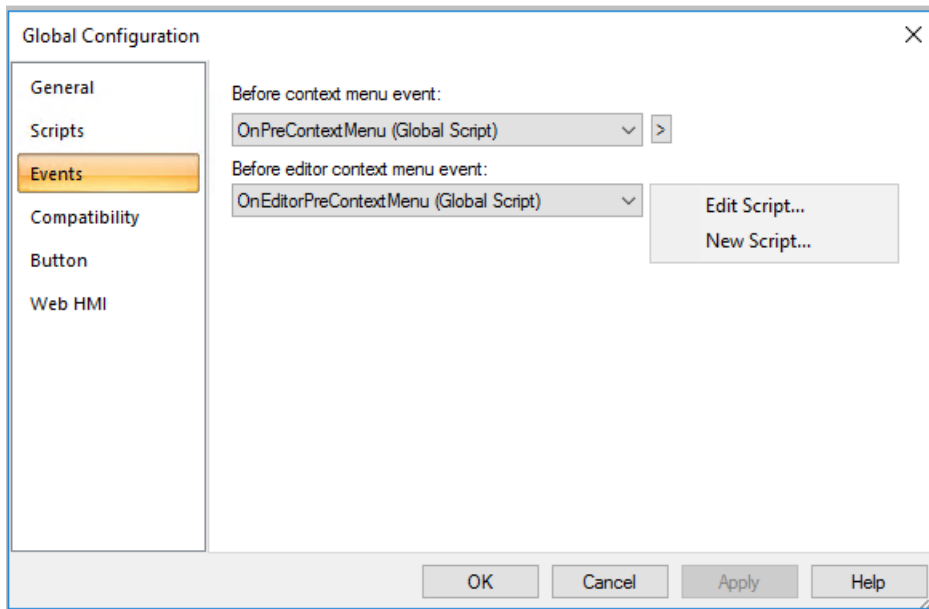 Global Configuration
General
Scripts
Events
Compatibility
Button
Web HMI
Before context menu event:
OnPreContextMenu (Global Script)
>
Before editor context menu event:
OnEditorPreContextMenu (Global Script)
Edit Script...
New Script...
OK
Cancel
Apply
Help